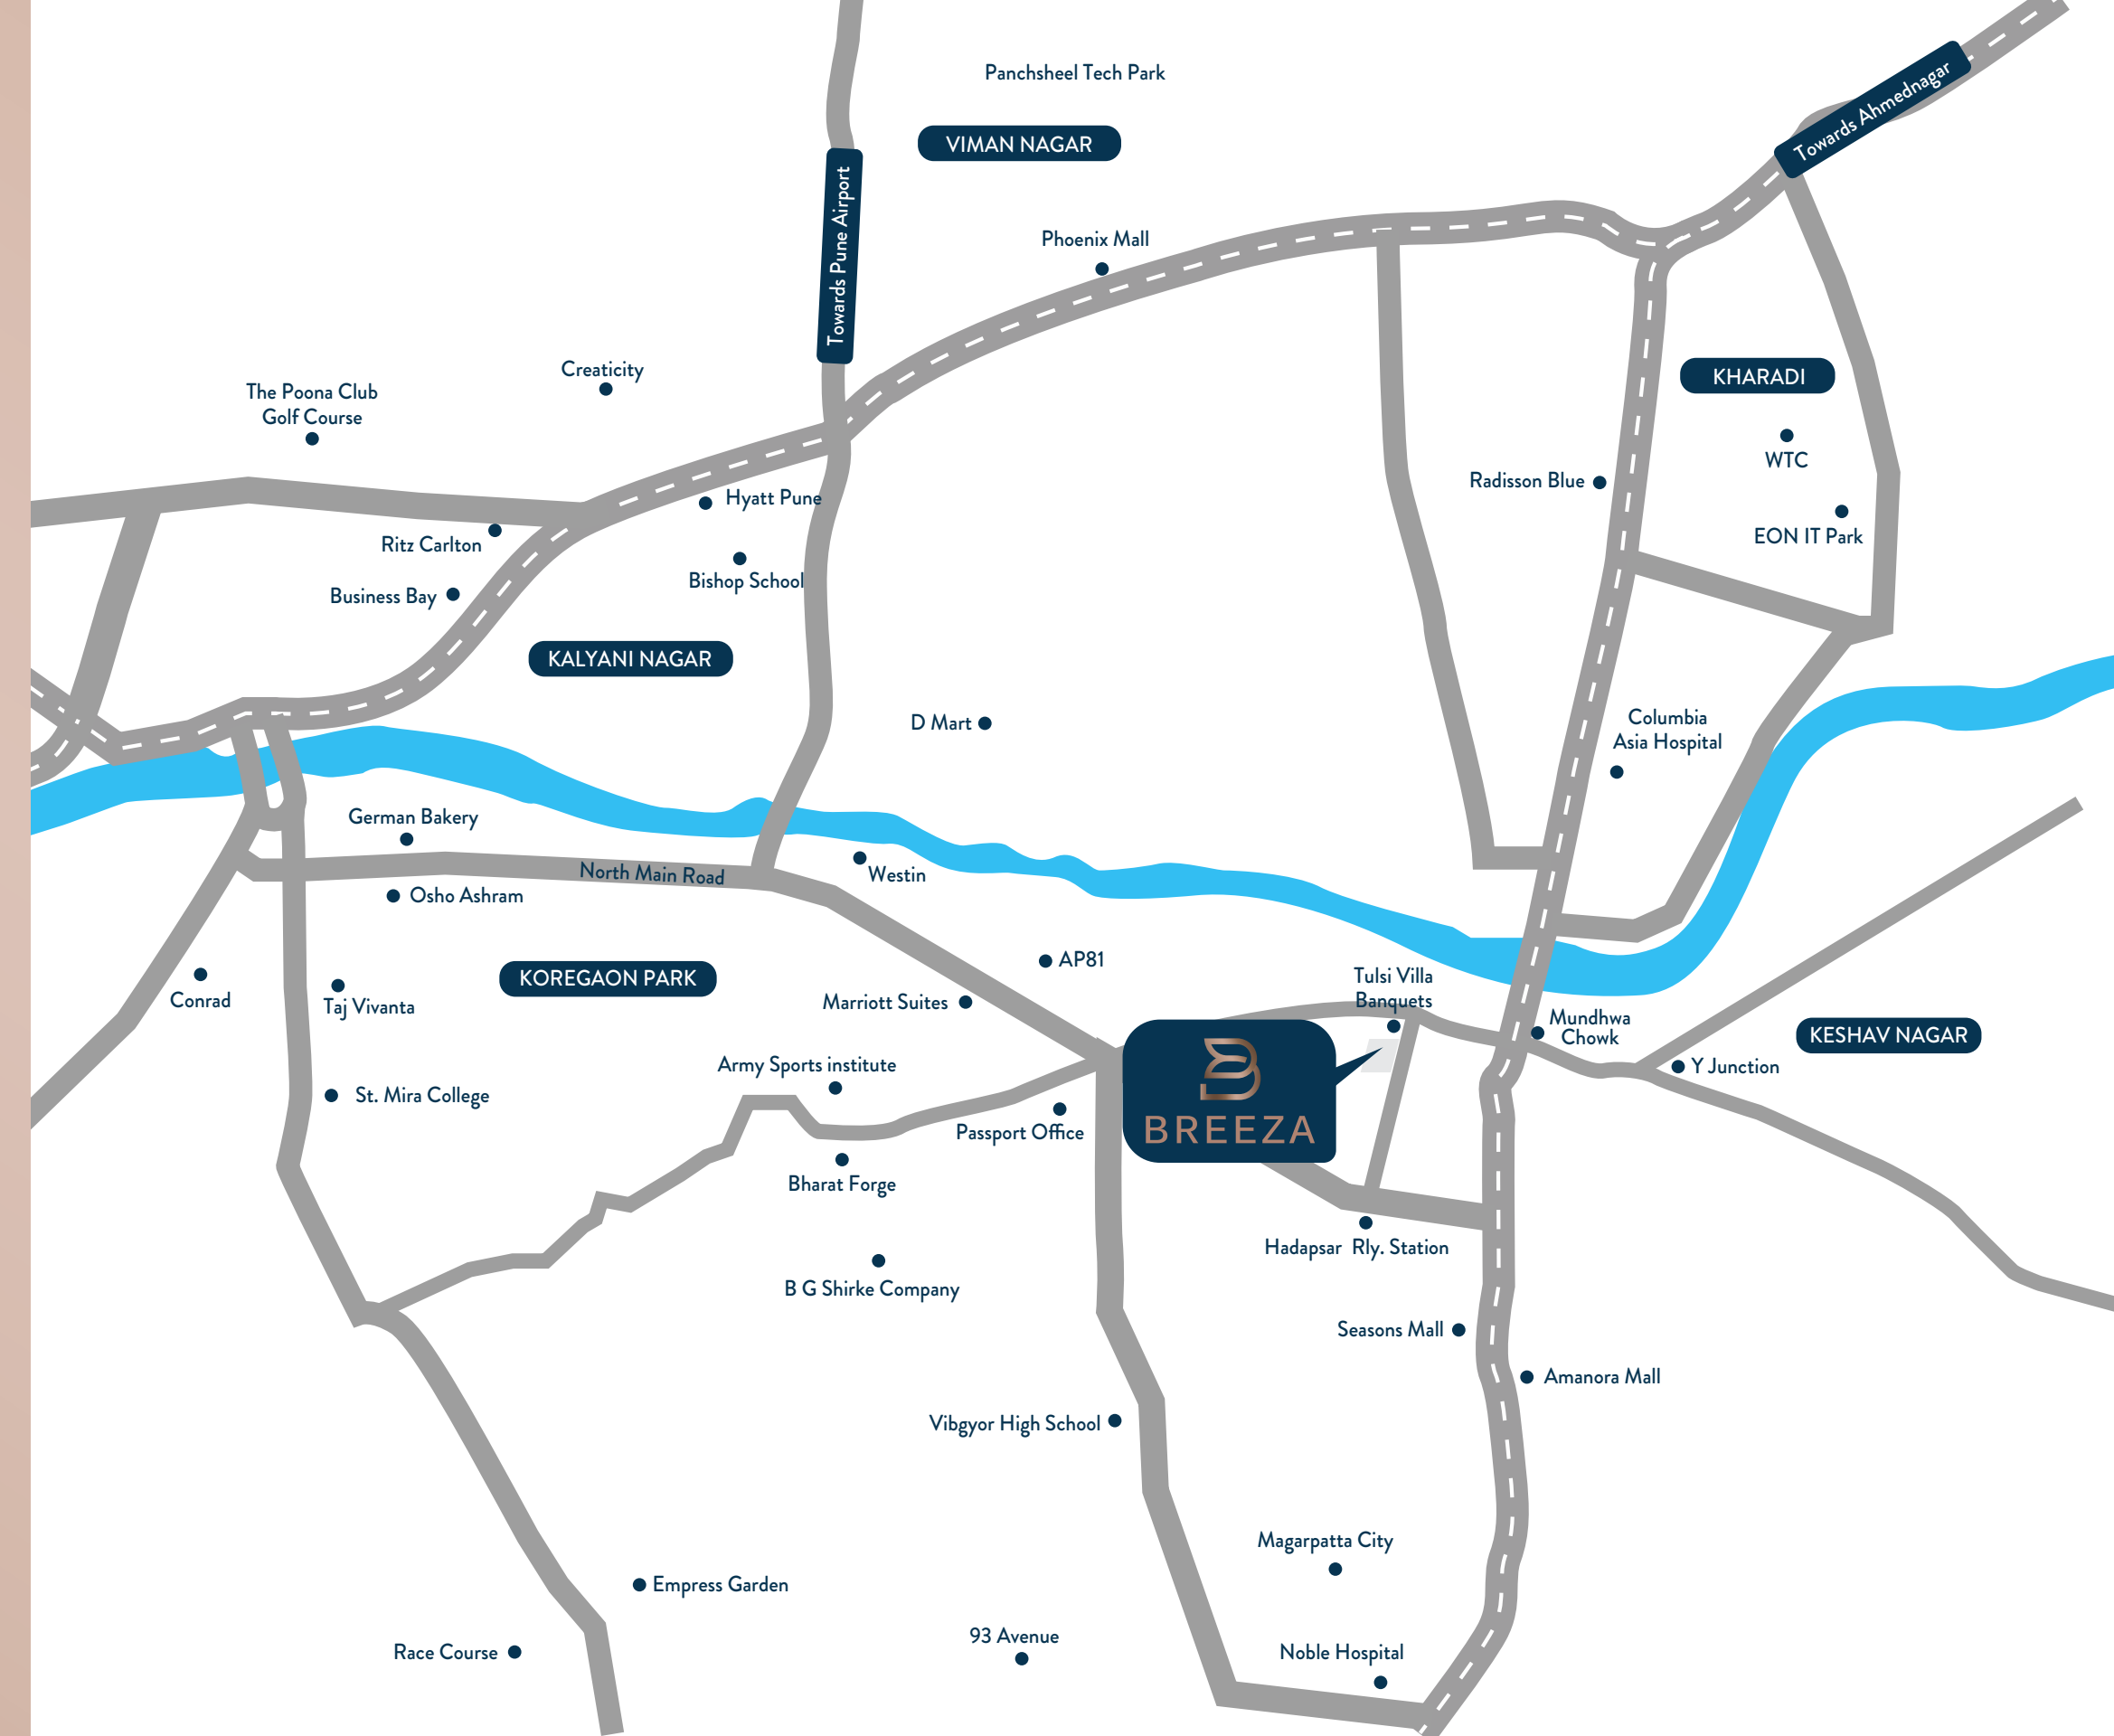 Panchsheel Tech Park
Towards Ahmednagar
VIMAN NAGAR
Towards Pune Airport
Phoenix Mall
Creaticity
KHARADI
The Poona Club
Golf Course
WTC
Radisson Blue
Hyatt Pune
EON IT Park
Ritz Carlton
Bishop School
Business Bay
KALYANI NAGAR
D Mart
Columbia
Asia Hospital
German Bakery
North Main Road
Westin
Osho Ashram
AP81
KOREGAON PARK
Tulsi Villa
Banquets
Conrad
Taj Vivanta
Marriott Suites
Mundhwa
Chowk
KESHAV NAGAR
Army Sports institute
Y Junction
St. Mira College
Passport Office
BREEZA
Bharat Forge
Hadapsar Rly. Station
B G Shirke Company
Seasons Mall
Amanora Mall
Vibgyor High School
Magarpatta City
Empress Garden
93 Avenue
Race Course
Noble Hospital